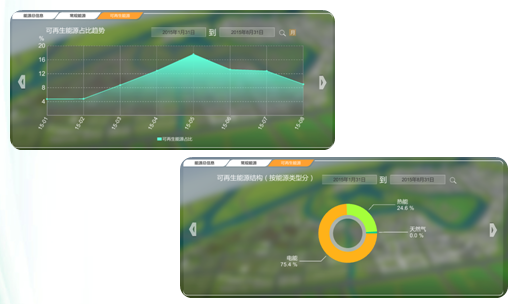 能源总信息 常规能源 可再生能源
可再生能源占比趋势
2015年1月31日 到 2015年8月31日
%
20
16
12
8
4
15-01 15-02 15-03 15-04 15-05 15-06 15-07 15-08
可再生能源占比
能源总信息 常规能源 可再生能源
可再生能源结构（按能源类型分）
2015年1月31日 到 2015年8月31日
热能
24.6 %
天然气
0.0 %
电能
75.4 %